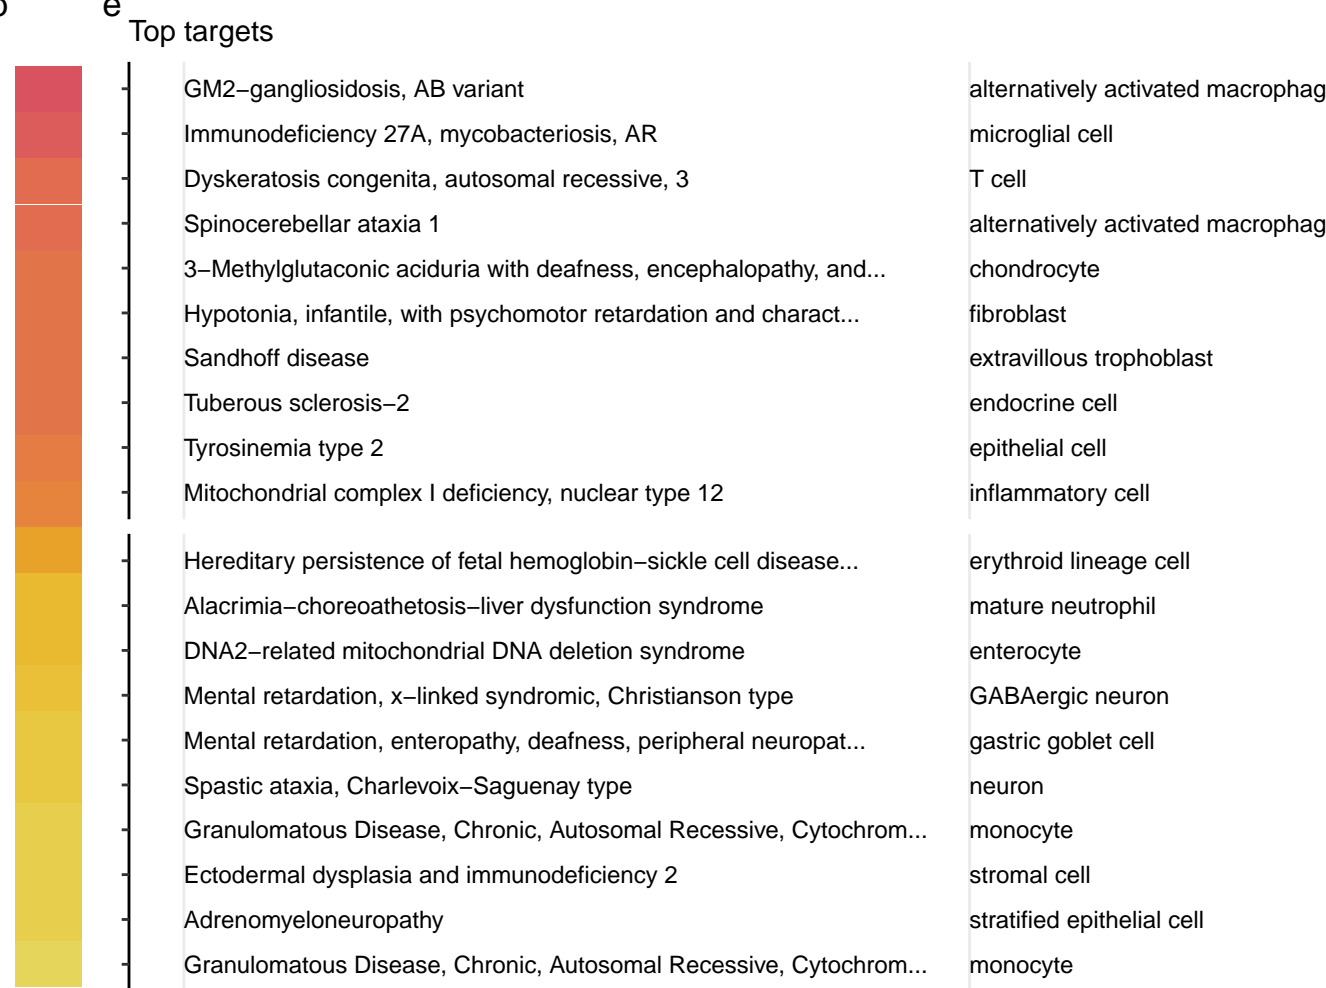 e
Top targets
GM2−gangliosidosis, AB variant alternatively activated macrophag
Immunodeficiency 27A, mycobacteriosis, AR microglial cell
Dyskeratosis congenita, autosomal recessive, 3 T cell
Spinocerebellar ataxia 1 alternatively activated macrophag
3−Methylglutaconic aciduria with deafness, encephalopathy, and... chondrocyte
Hypotonia, infantile, with psychomotor retardation and charact... fibroblast
Sandhoff disease extravillous trophoblast
Tuberous sclerosis−2 endocrine cell
Tyrosinemia type 2 epithelial cell
Mitochondrial complex I deficiency, nuclear type 12 inflammatory cell
Hereditary persistence of fetal hemoglobin−sickle cell disease... erythroid lineage cell
Alacrimia−choreoathetosis−liver dysfunction syndrome mature neutrophil
DNA2−related mitochondrial DNA deletion syndrome enterocyte
Mental retardation, x−linked syndromic, Christianson type GABAergic neuron
Mental retardation, enteropathy, deafness, peripheral neuropat... gastric goblet cell
Spastic ataxia, Charlevoix−Saguenay type neuron
Granulomatous Disease, Chronic, Autosomal Recessive, Cytochrom... monocyte
Ectodermal dysplasia and immunodeficiency 2 stromal cell
Adrenomyeloneuropathy stratified epithelial cell
Granulomatous Disease, Chronic, Autosomal Recessive, Cytochrom... monocyte